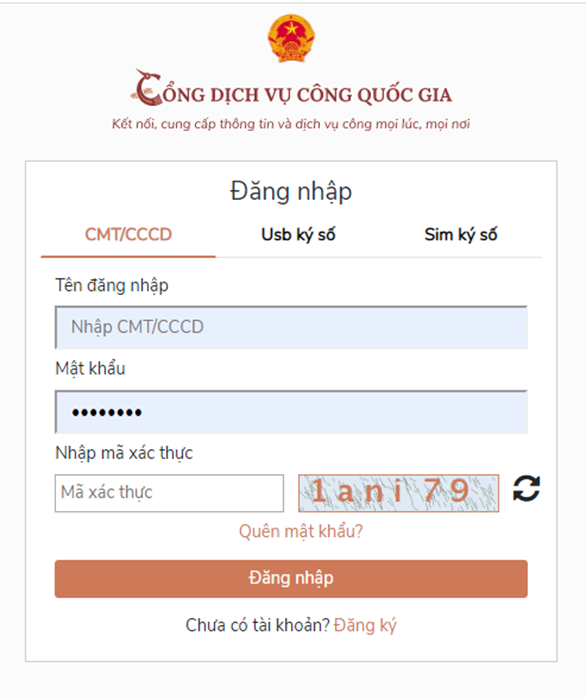 CỔNG DỊCH VỤ CÔNG QUỐC GIA
Kết nối, cung cấp thông tin và dịch vụ công mọi lúc, mọi nơi
Đăng nhập
CMT/CCCD Usb ký số Sim ký số
Tên đăng nhập
Nhập CMT/CCCD
Mật khẩu
••••••••
Nhập mã xác thực
Mã xác thực 1ani79
Quên mật khẩu?
Đăng nhập
Chưa có tài khoản? Đăng ký